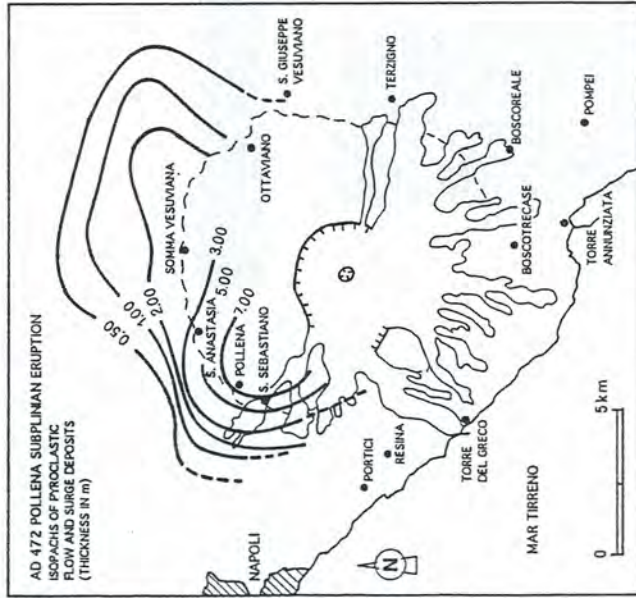 AD 472 POLLENA SUBPLINIAN ERUPTION
ISOPACHS OF PYROCLASTIC
FLOW AND SURGE DEPOSITS
(THICKNESS IN m)
0.50
1.00
2.00
3.00
5.00
7.00
S. GIUSEPPE
VESUVIANO
SOMMA VESUVIANA
OTTAVIANO
S. ANASTASIA
POLLENA
S. SEBASTIANO
TERZIGNO
NAPOLI
PORTICI
RESINA
BOSCOREALE
BOSCOTRECASE
POMPEI
TORRE
DEL GRECO
TORRE
ANNUNZIATA
N
MAR TIRRENO
0
5 km